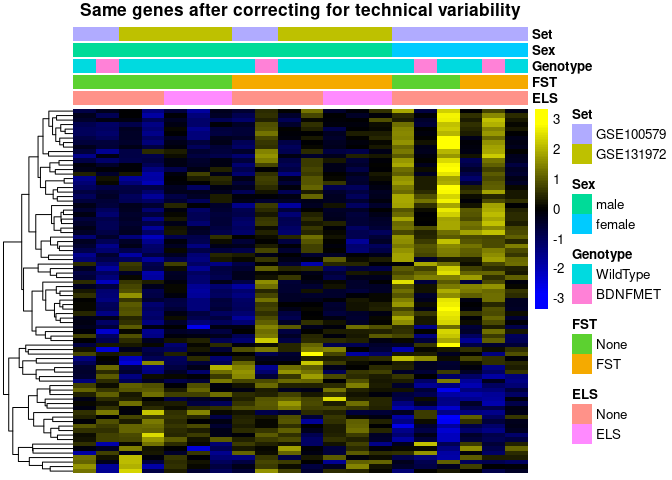 Same genes after correcting for technical variability
Set
Sex
Genotype
FST
ELS
3
2
1
0
-1
-2
-3
Set
GSE100579
GSE131972
Sex
male
female
Genotype
WildType
BDNFMET
FST
None
FST
ELS
None
ELS